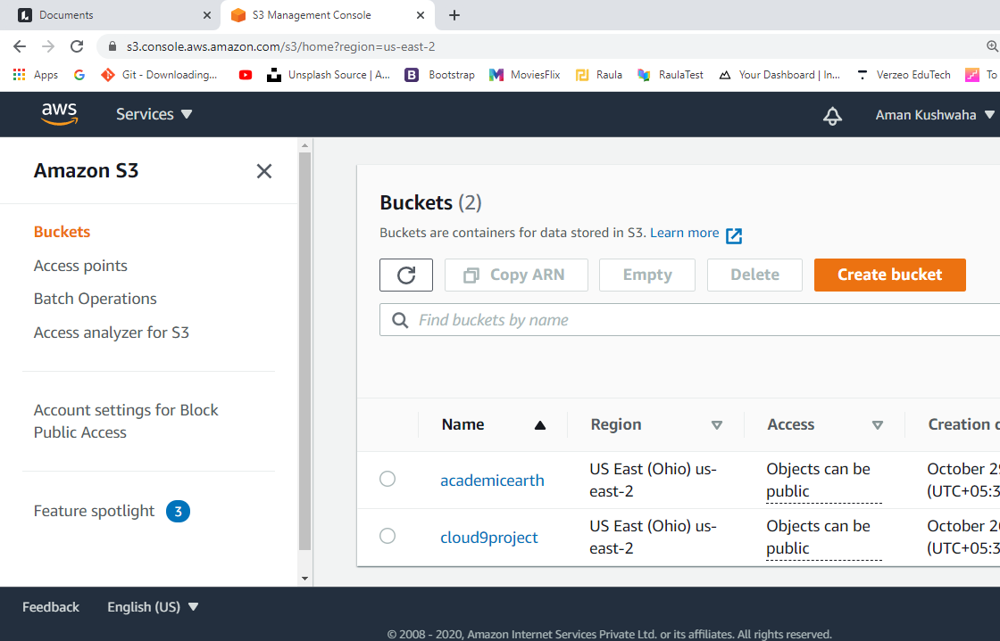 Documents
S3 Management Console
s3.console.aws.amazon.com/s3/home?region=us-east-2
Apps
Git - Downloading...
Unsplash Source | A...
B
Bootstrap
MoviesFlix
Raula
RaulaTest
Your Dashboard | In...
Verzeo EduTech
To
aws
Services
Aman Kushwaha
Amazon S3
Buckets
Access points
Batch Operations
Access analyzer for S3
Account settings for Block
Public Access
Feature spotlight 3
Buckets (2)
Buckets are containers for data stored in S3. Learn more
Copy ARN
Empty
Delete
Create bucket
Find buckets by name
Name
Region
Access
Creation
academicearth
US East (Ohio) us-
east-2
Objects can be
public
October
(UTC+05:3
cloud9project
US East (Ohio) us-
east-2
Objects can be
public
October
(UTC+05:3
Feedback
English (US)
© 2008 - 2020, Amazon Internet Services Private Ltd. or its affiliates. All rights reserved.